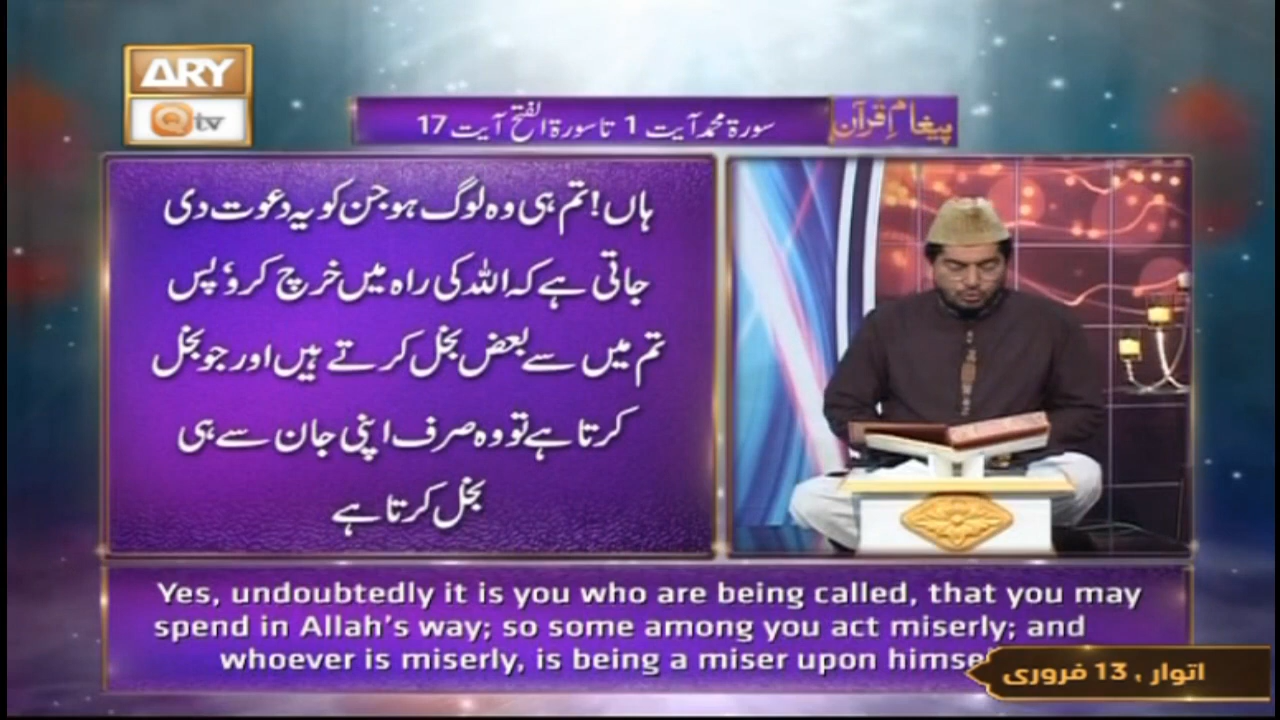 ARY
Qtv
پیغامِ قرآن
سورۃ محمد آیت 1 تا سورۃ الفتح آیت 17
ہاں! تم ہی وہ لوگ ہو جن کو یہ دعوت دی
جاتی ہے کہ اللہ کی راہ میں خرچ کرو، پس
تم میں سے بعض بخل کرتے ہیں اور جو بخل
کرتا ہے تو وہ صرف اپنی جان سے ہی
بخل کرتا ہے
Yes, undoubtedly it is you who are being called, that you may
spend in Allah's way; so some among you act miserly; and
whoever is miserly, is being a miser upon himse
اتوار ، 13 فروری